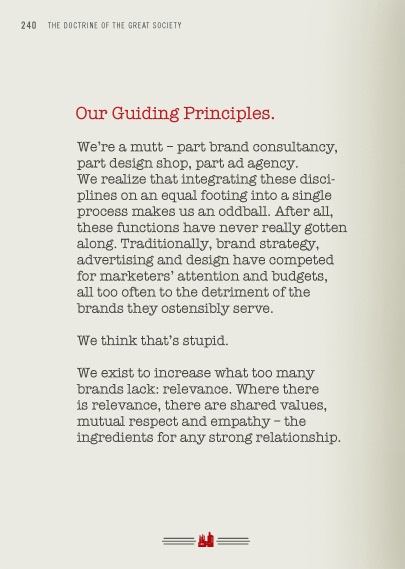 240 THE DOCTRINE OF THE GREAT SOCIETY
Our Guiding Principles.
We're a mutt – part brand consultancy,
part design shop, part ad agency.
We realize that integrating these disci-
plines on an equal footing into a single
process makes us an oddball. After all,
these functions have never really gotten
along. Traditionally, brand strategy,
advertising and design have competed
for marketers' attention and budgets,
all too often to the detriment of the
brands they ostensibly serve.
We think that's stupid.
We exist to increase what too many
brands lack: relevance. Where there
is relevance, there are shared values,
mutual respect and empathy – the
ingredients for any strong relationship.